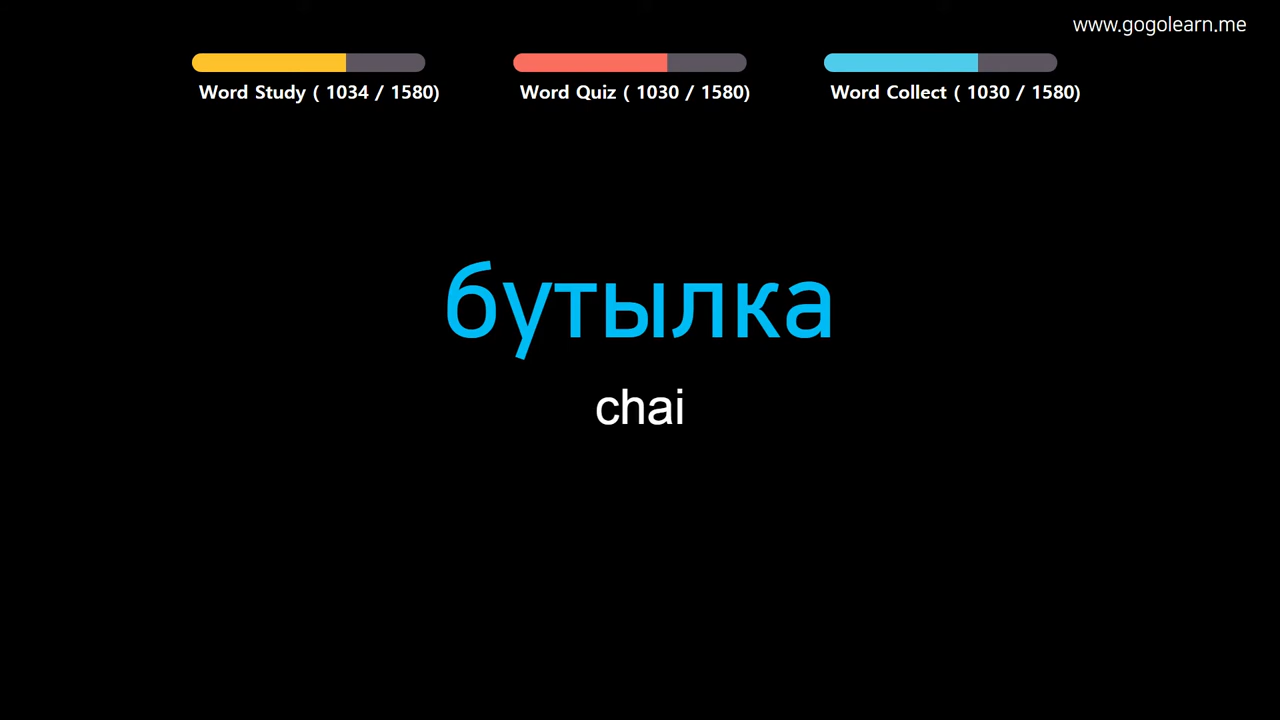 www.gogolearn.me
Word Study ( 1034 / 1580)
Word Quiz ( 1030 / 1580)
Word Collect ( 1030 / 1580)
бутылка
chai